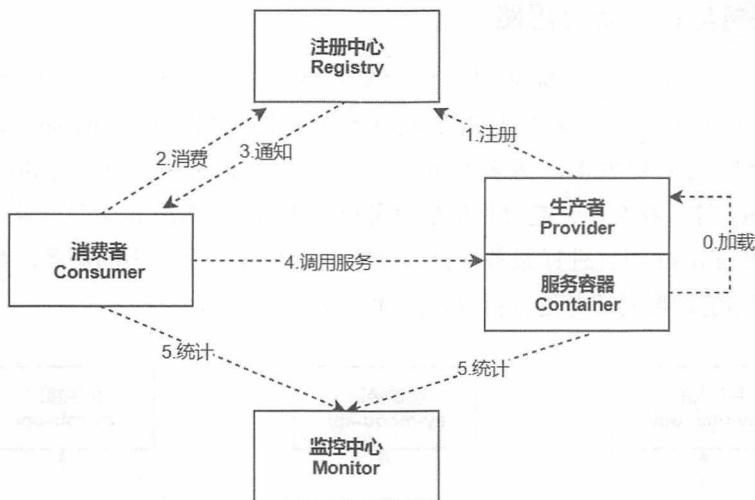 注册中心
Registry
1.注册
2.消费
3.通知
生产者
Provider
消费者
Consumer
0.加载
4.调用服务
服务容器
Container
5.统计
5.统计
监控中心
Monitor